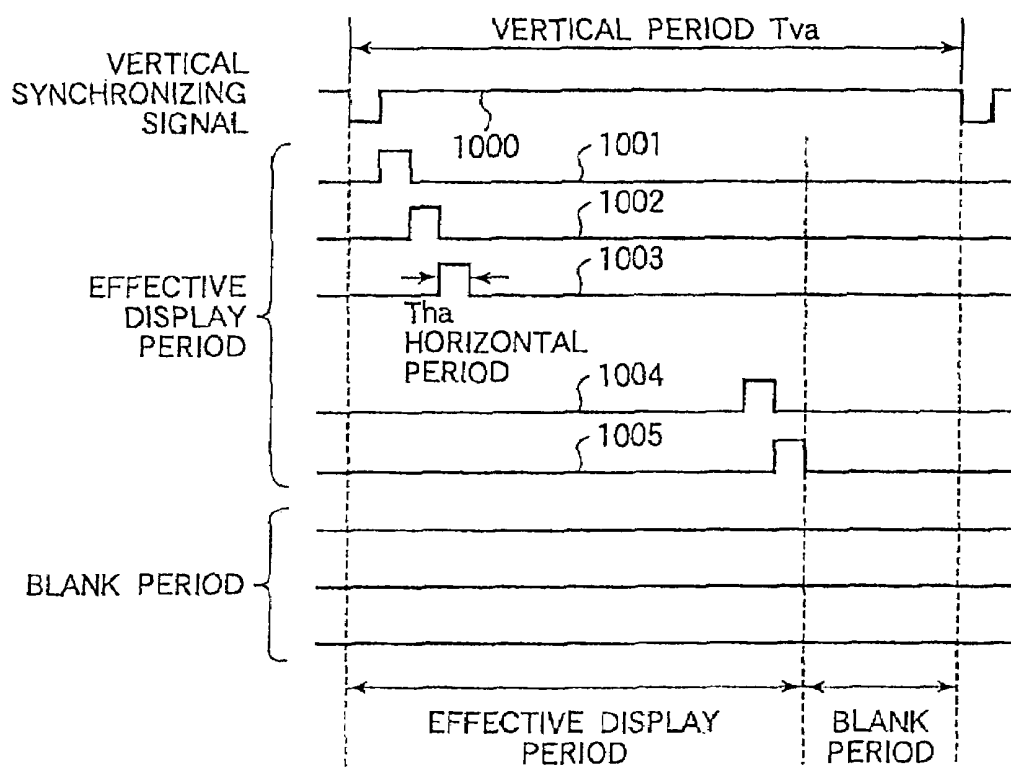 VERTICAL PERIOD Tva
VERTICAL
SYNCHRONIZING
SIGNAL
1000
1001
1002
1003
EFFECTIVE
DISPLAY
PERIOD
Tha
HORIZONTAL
PERIOD
1004
1005
BLANK PERIOD
EFFECTIVE DISPLAY
PERIOD
BLANK
PERIOD